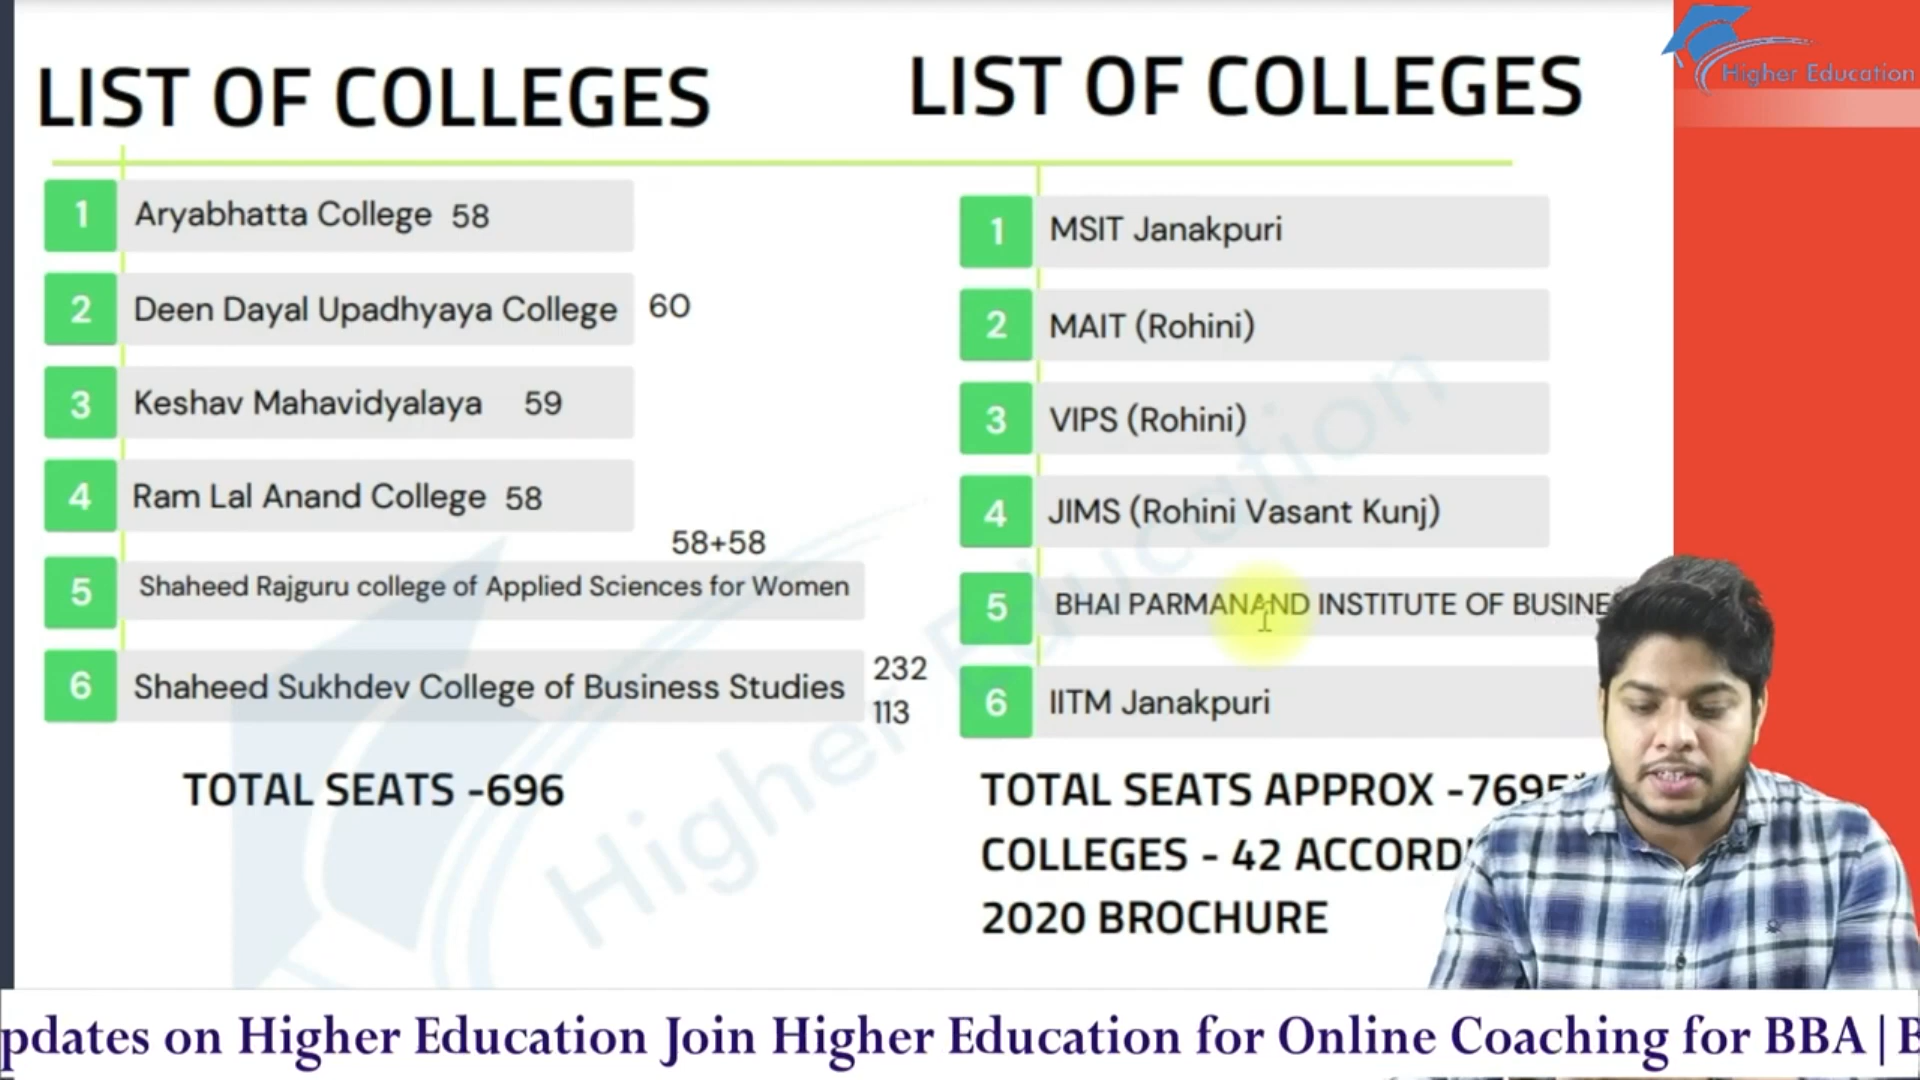 LIST OF COLLEGES
1 Aryabhatta College 58
2 Deen Dayal Upadhyaya College 60
3 Keshav Mahavidyalaya 59
4 Ram Lal Anand College 58
58+58
5 Shaheed Rajguru college of Applied Sciences for Women
6 Shaheed Sukhdev College of Business Studies 232
113
TOTAL SEATS -696
LIST OF COLLEGES
1 MSIT Janakpuri
2 MAIT (Rohini)
3 VIPS (Rohini)
4 JIMS (Rohini Vasant Kunj)
5 BHAI PARMANAND INSTITUTE OF
6 IITM Janakpuri
TOTAL SEATS APPROX -7695
COLLEGES - 42
2020 BROCHURE
Higher Education
Higher Education
pdates on Higher Education Join Higher Education for Online Coaching for BBA | B